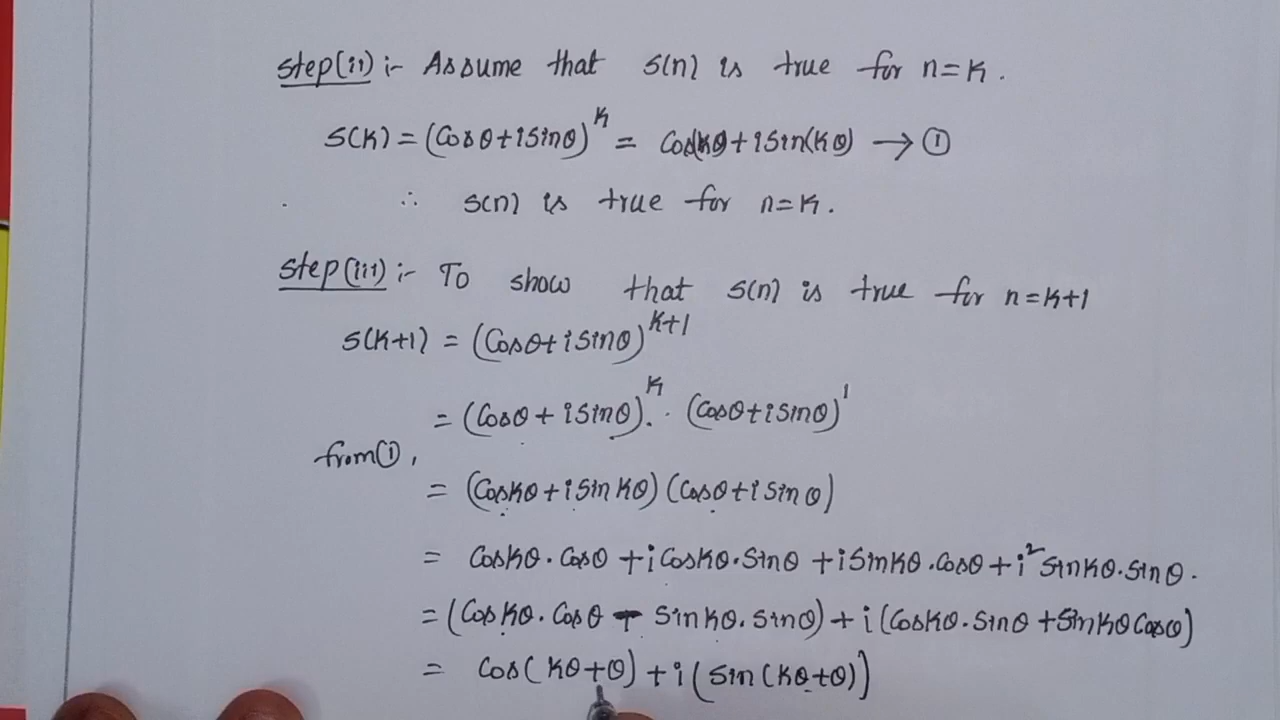 Step(ii) :- Assume that S(n) is true for n=K.
S(K) = (Cosθ+iSinθ)^K = Cos(Kθ)+iSin(Kθ) → ①
∴ S(n) is true for n=K.
Step(iii) :- To show that S(n) is true for n=K+1
S(K+1) = (Cosθ+iSinθ)^K+1
= (Cosθ+iSinθ)^K . (Cosθ+iSinθ)^1
from①,
= (CosKθ+iSinKθ)(Cosθ+iSinθ)
= CosKθ.Cosθ+iCosKθ.Sinθ+iSinKθ.Cosθ+i²SinKθ.Sinθ.
= (CosKθ.Cosθ - SinKθ.Sinθ)+i(CosKθ.Sinθ+SinKθCosθ)
= Cos(Kθ+θ)+i(Sin(Kθ+θ))